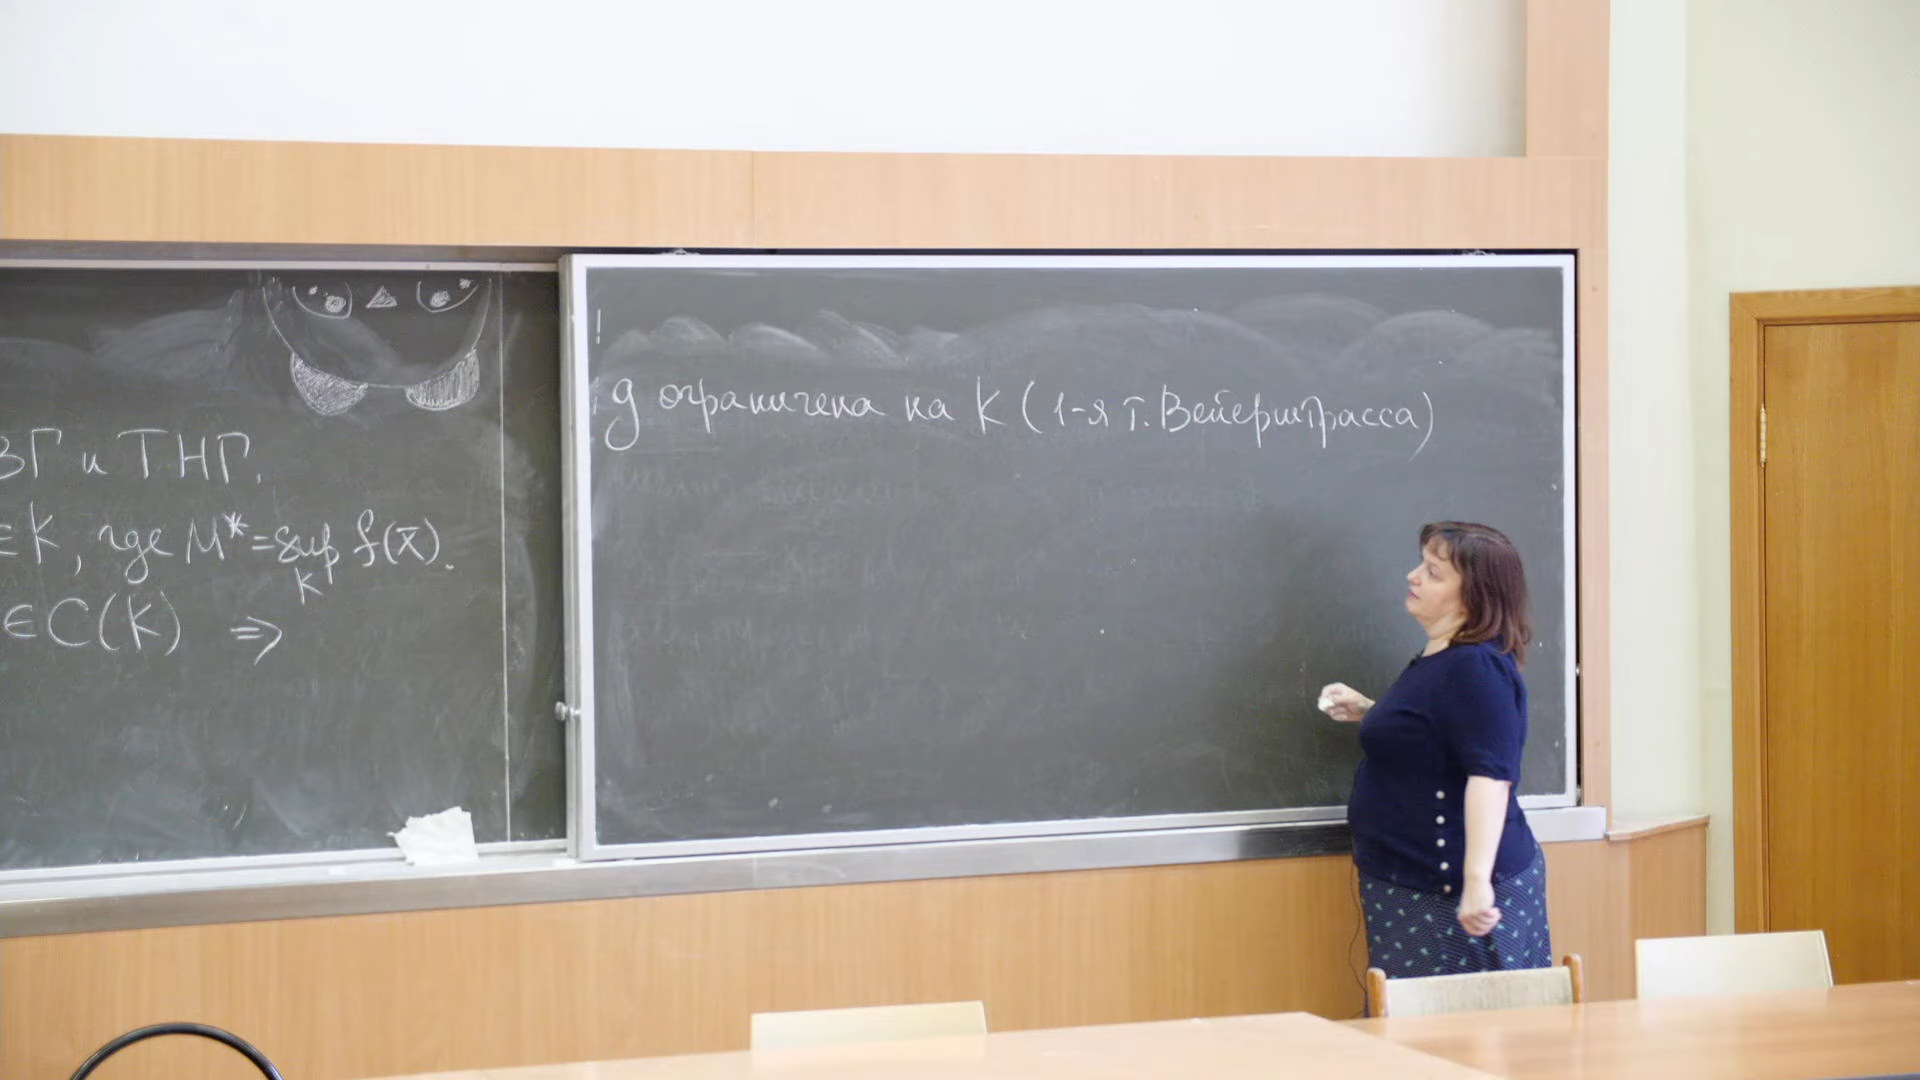 ВГ и ТНГ.
∈ K, где M* = sup f(x̄).
K
∈ C(K) ⇒
g ограничена на K (1-я т. Вейерштрасса)